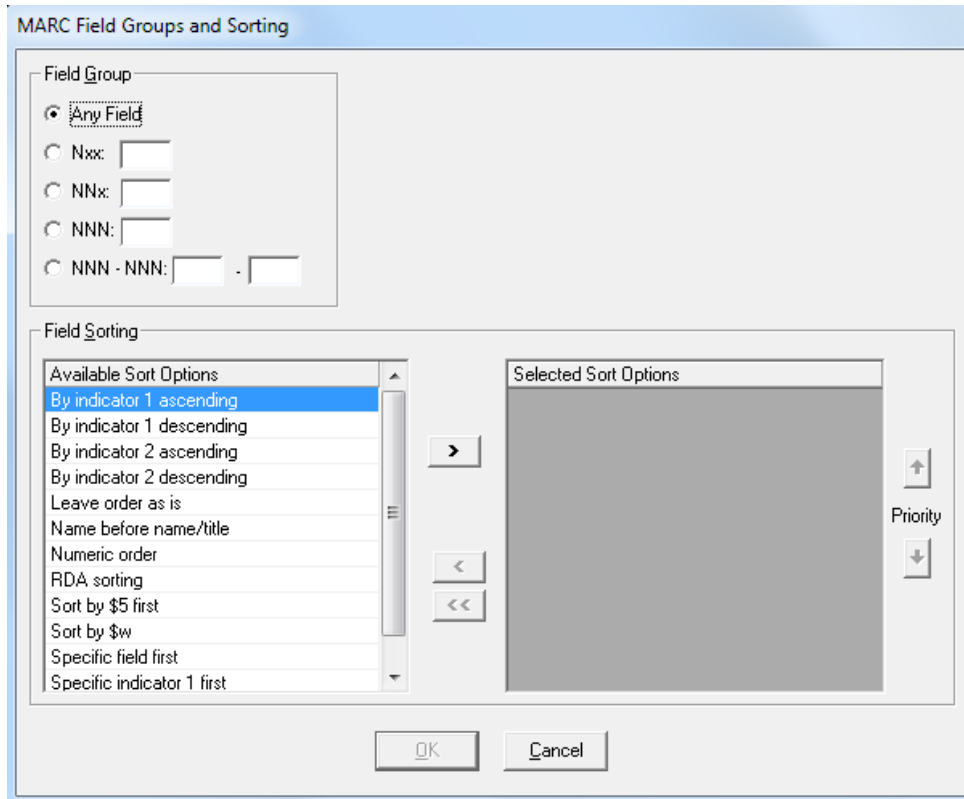 MARC Field Groups and Sorting
Field Group
Any Field
Nxx:
NNx:
NNN:
NNN - NNN: -
Field Sorting
Available Sort Options
By indicator 1 ascending
By indicator 1 descending
By indicator 2 ascending
By indicator 2 descending
Leave order as is
Name before name/title
Numeric order
RDA sorting
Sort by $5 first
Sort by $w
Specific field first
Specific indicator 1 first
>
<
<<
Selected Sort Options
Priority
OK
Cancel